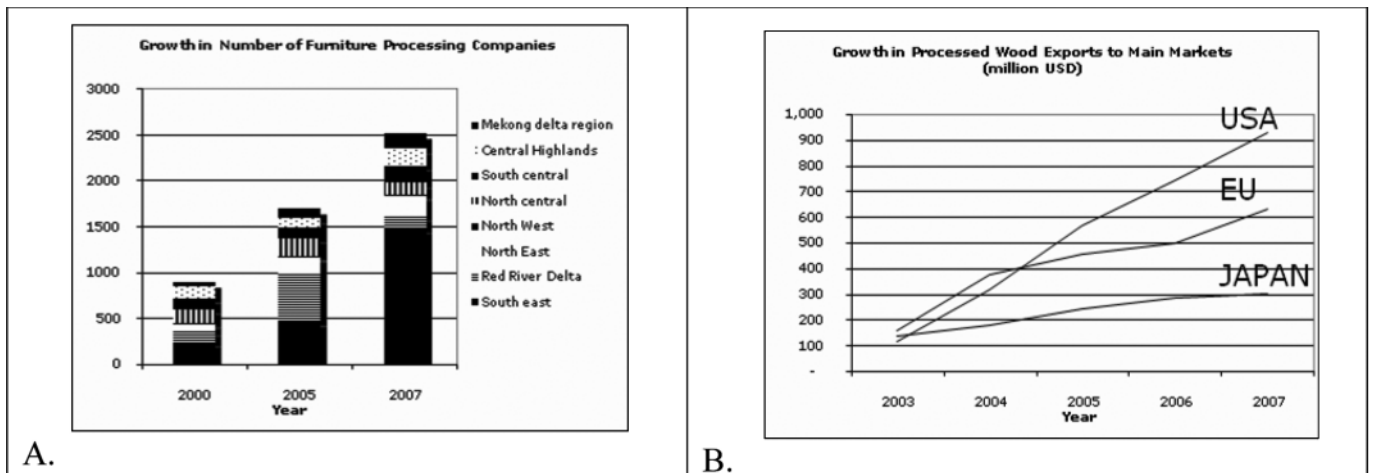 Growth in Number of Furniture Processing Companies
3000
2500
2000
1500
1000
500
0
2000
2005
2007
Year
Mekong delta region
Central Highlands
South central
North central
North West
North East
Red River Delta
South east
A.
Growth in Processed Wood Exports to Main Markets
(million USD)
1,000
900
800
700
600
500
400
300
200
100
-
USA
EU
JAPAN
2003
2004
2005
2006
2007
Year
B.